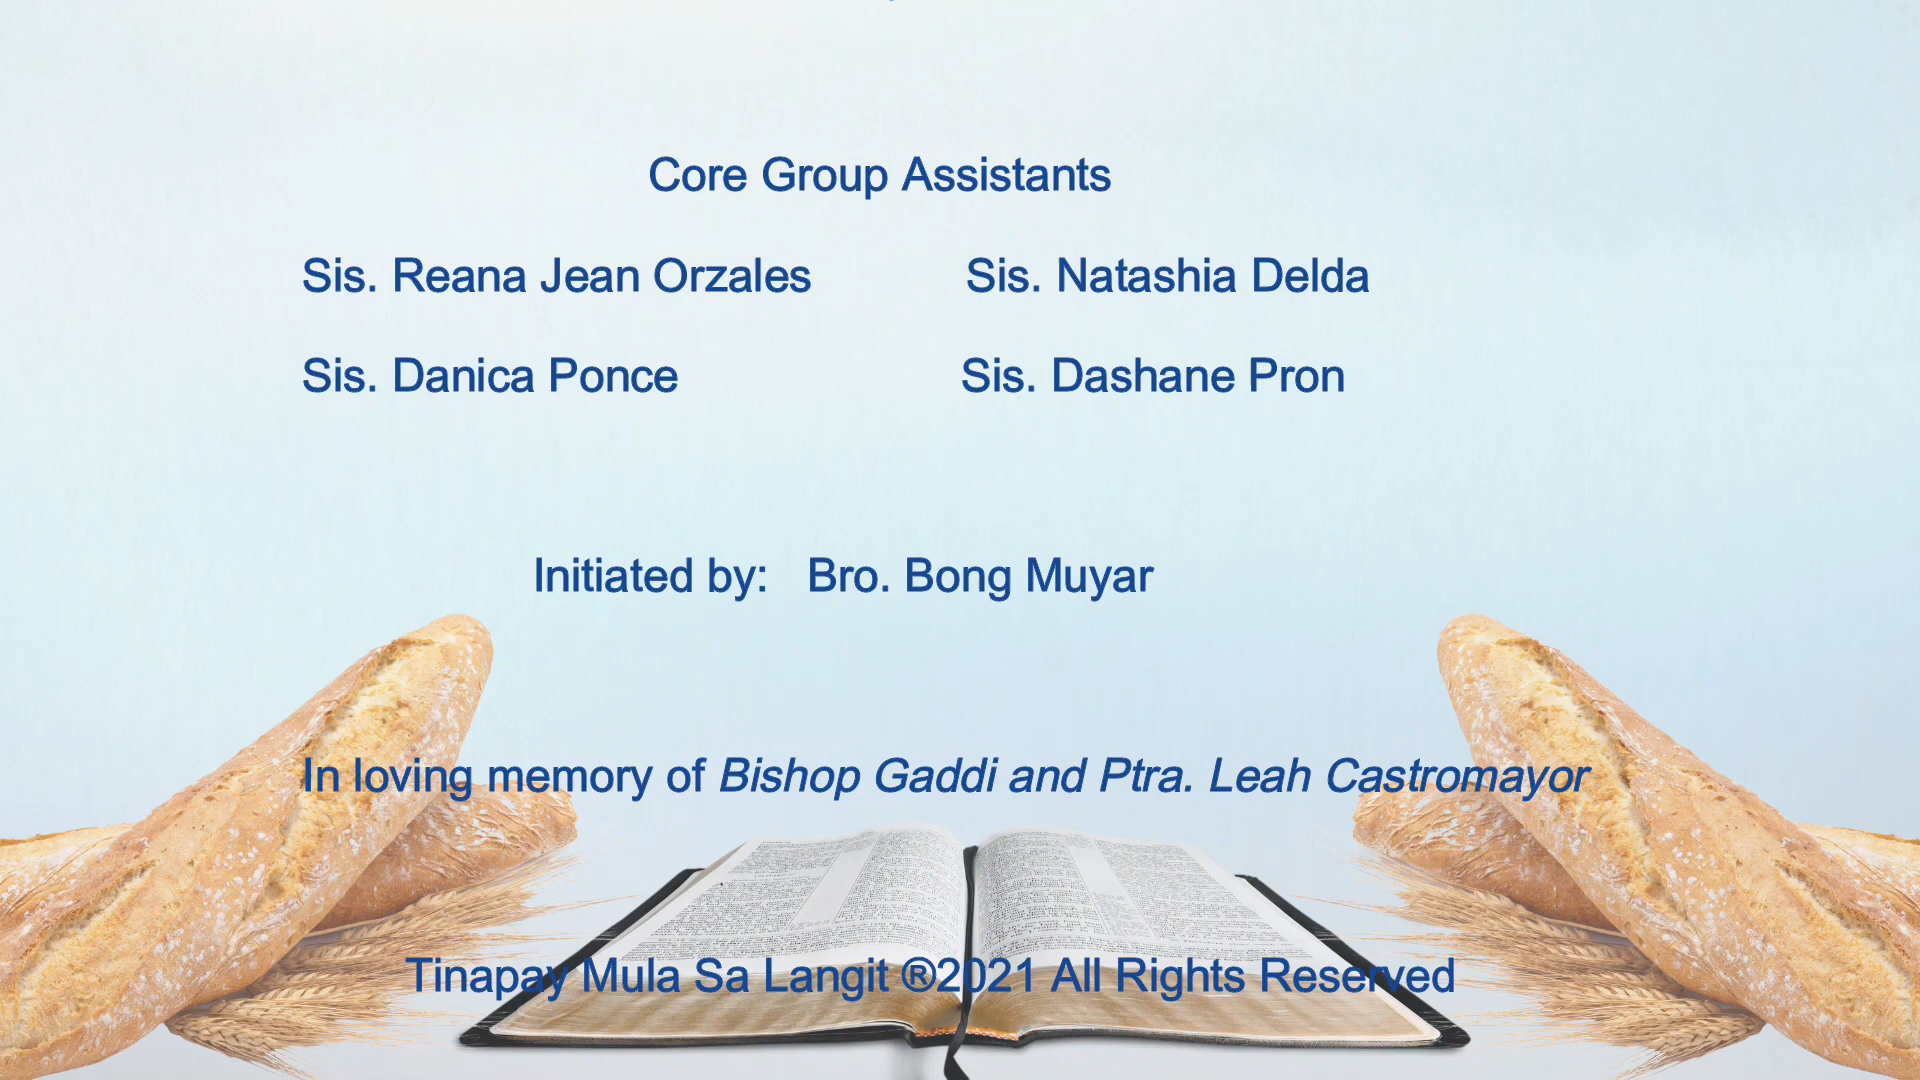 Core Group Assistants
Sis. Reana Jean Orzales Sis. Natashia Delda
Sis. Danica Ponce Sis. Dashane Pron
Initiated by: Bro. Bong Muyar
In loving memory of Bishop Gaddi and Ptra. Leah Castromayor
Tinapay Mula Sa Langit ®2021 All Rights Reserved